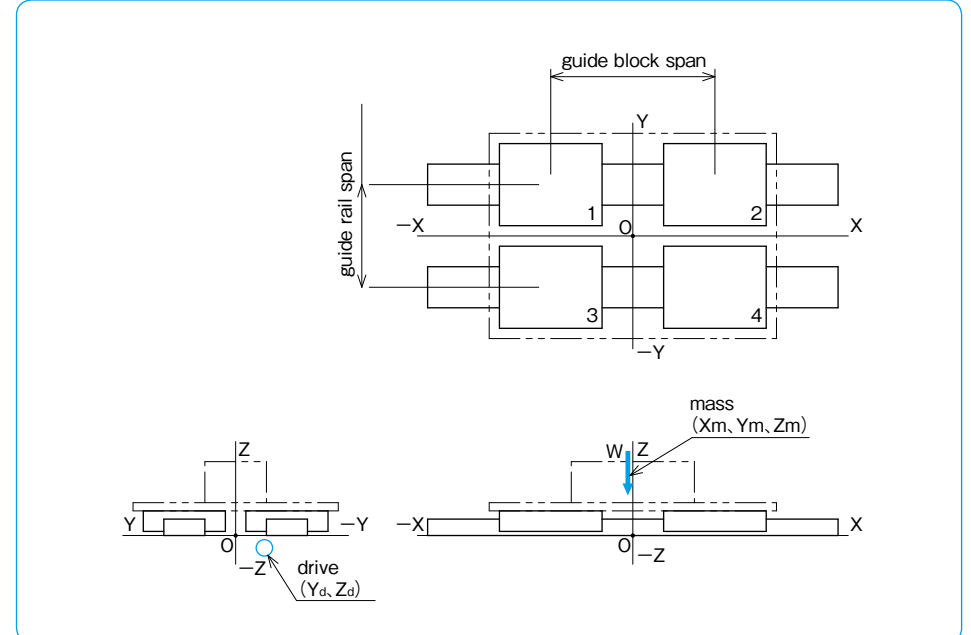 guide block span
guide rail span
Y
1
2
−X
O
X
3
4
−Y
mass
(Xm、Ym、Zm)
Z
W
Z
Y
−Y
−X
X
O
O
−Z
−Z
drive
(Yd、Zd)